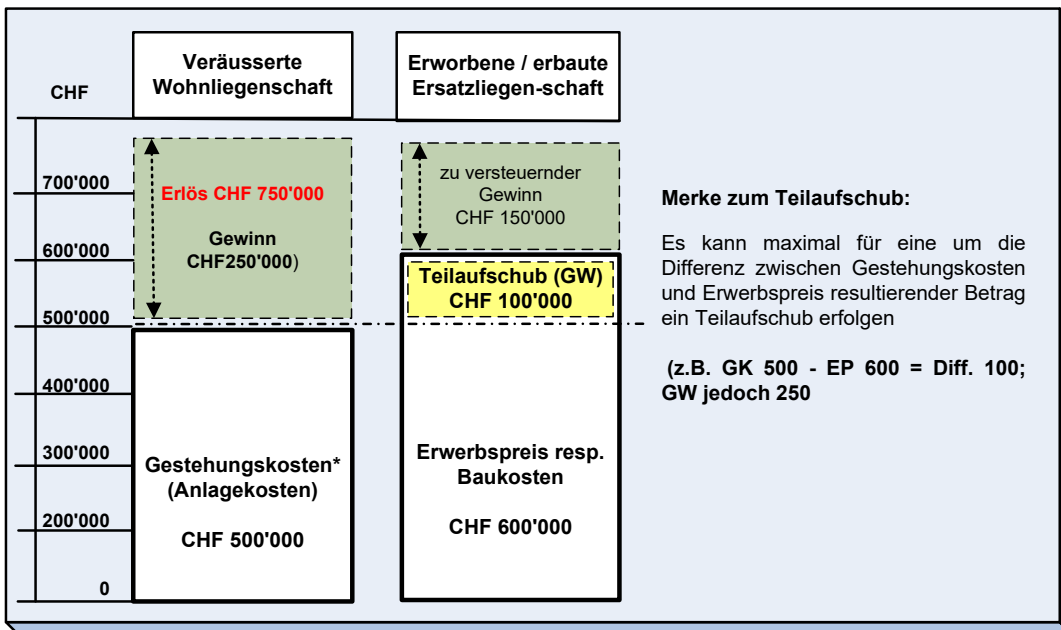 CHF
Veräusserte
Wohnliegenschaft
Erworbene / erbaute
Ersatzliegen-schaft
700'000
600'000
500'000
400'000
300'000
200'000
0
Erlös CHF 750'000
Gewinn
CHF250'000)
Gestehungskosten*
(Anlagekosten)
CHF 500'000
zu versteuernder
Gewinn
CHF 150'000
Teilaufschub (GW)
CHF 100'000
Erwerbspreis resp.
Baukosten
CHF 600'000
Merke zum Teilaufschub:
Es kann maximal für eine um die
Differenz zwischen Gestehungskosten
und Erwerbspreis resultierender Betrag
ein Teilaufschub erfolgen
(z.B. GK 500 - EP 600 = Diff. 100;
GW jedoch 250